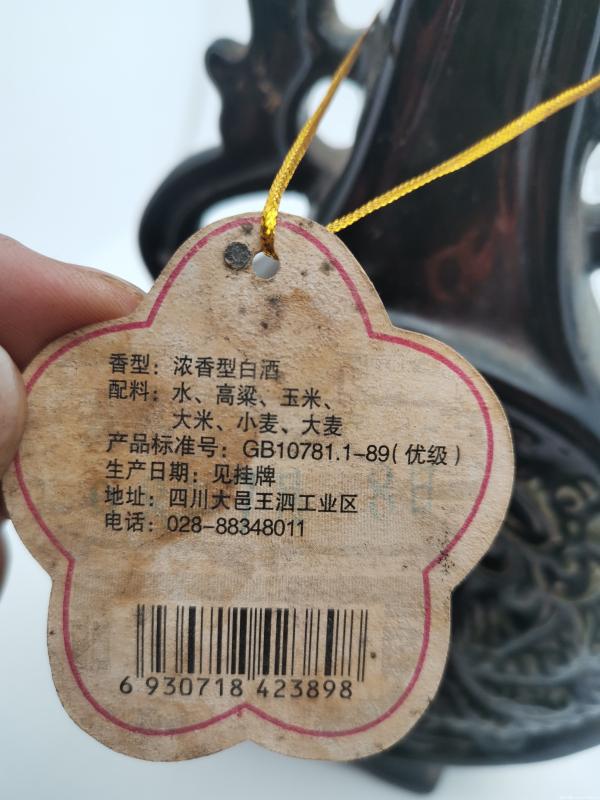 香型：浓香型白酒
配料：水、高粱、玉米、
大米、小麦、大麦
产品标准号：GB10781.1-89(优级)
生产日期：见挂牌
地址：四川大邑王泗工业区
电话：028-88348011
6 930718 423898